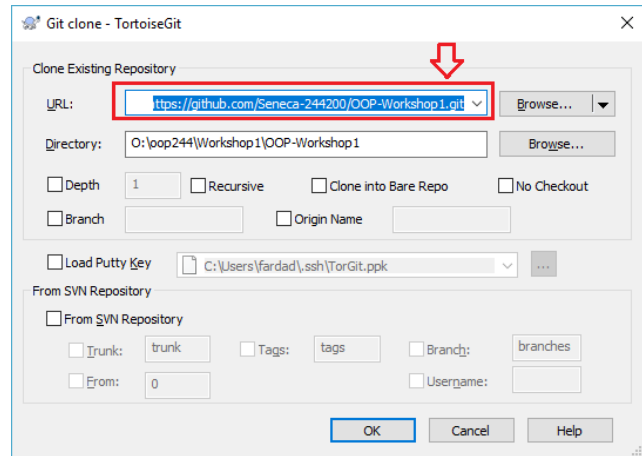 Git clone - TortoiseGit
Clone Existing Repository
URL: ttps://github.com/Seneca-244200/OOP-Workshop1.git Browse...
Directory: O:\oop244\Workshop1\OOP-Workshop1 Browse...
Depth 1 Recursive Clone into Bare Repo No Checkout
Branch Origin Name
Load Putty Key C:\Users\fardad\.ssh\TorGit.ppk ...
From SVN Repository
From SVN Repository
Trunk: trunk Tags: tags Branch: branches
From: 0 Username:
OK Cancel Help